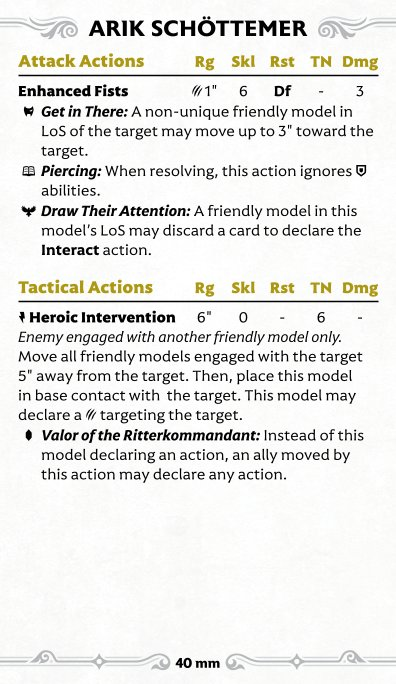 ARIK SCHÖTTEMER
Attack Actions Rg Skl Rst TN Dmg
Enhanced Fists 1" 6 Df - 3
Get in There: A non-unique friendly model in
LoS of the target may move up to 3" toward the
target.
Piercing: When resolving, this action ignores
abilities.
Draw Their Attention: A friendly model in this
model's LoS may discard a card to declare the
Interact action.
Tactical Actions Rg Skl Rst TN Dmg
Heroic Intervention 6" 0 - 6 -
Enemy engaged with another friendly model only.
Move all friendly models engaged with the target
5" away from the target. Then, place this model
in base contact with the target. This model may
declare a targeting the target.
Valor of the Ritterkommandant: Instead of this
model declaring an action, an ally moved by
this action may declare any action.
40 mm